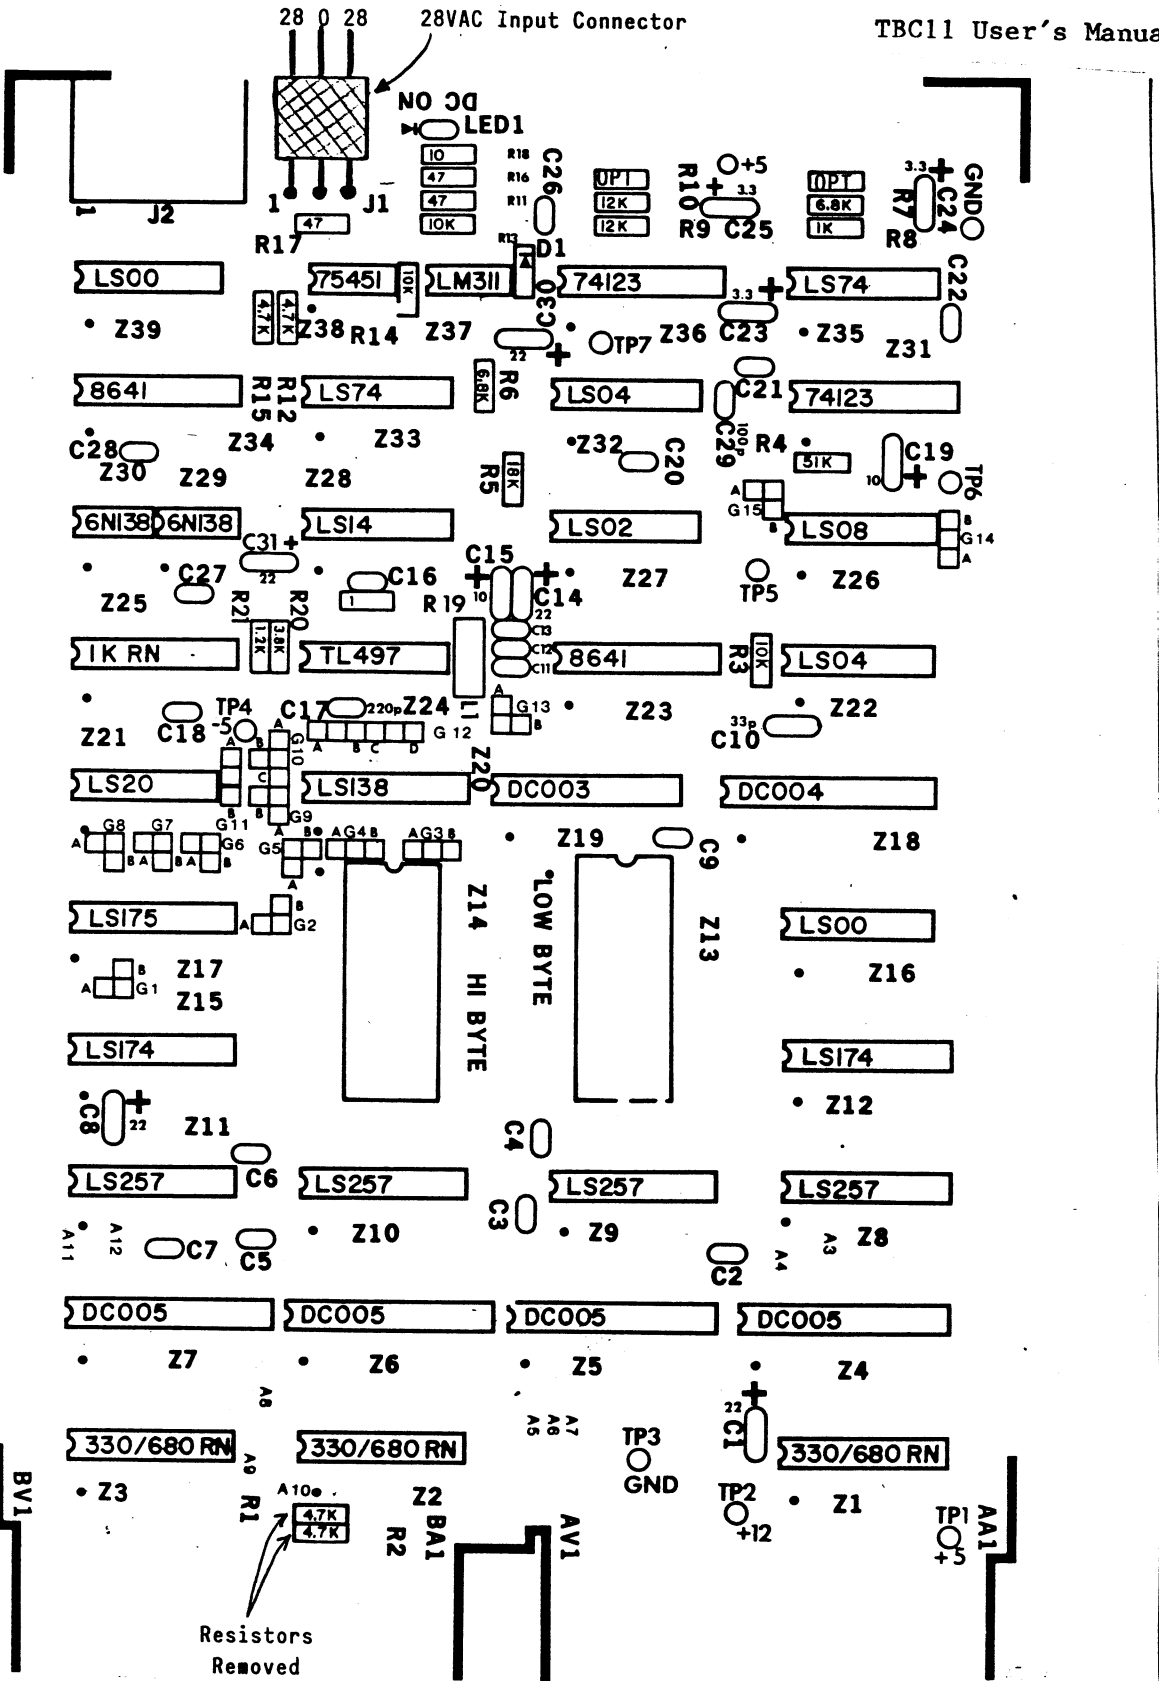 28 0 28
28VAC Input Connector
TBC11 User's Manua
DC ON
LED1
10
R18
47
R16
47
R11
10K
R13
C26
OPT
12K
12K
R10
+5
+
3.3
R9
C25
OPT
6.8K
1K
3.3
+
R7
R8
C24
GND
1
J2
1
J1
47
R17
D1
LS00
75451
10K
LM311
74123
LS74
C22
4.7K
4.7K
C30
3.3
+
Z39
Z38
R14
Z37
22
+
TP7
Z36
C23
Z35
Z31
8641
R15
R12
LS74
6.8K
R6
LS04
C21
C29
100p
74123
C28
Z34
Z33
Z32
C20
R4
51K
C19
10
+
TP6
Z30
Z29
Z28
R5
18K
A
G15
B
6N138
6N138
LS14
LS02
LS08
B
G14
A
C31
+
22
C27
C16
1
C15
+
10
+
C14
22
Z27
TP5
Z26
Z25
R21
R20
1.2K
3.8K
R19
C13
C12
C11
1K RN
TL497
8641
R3
10K
LS04
L1
A
G13
B
C18
TP4
-5
C17
220p
Z24
Z23
Z22
33p
C10
Z21
A
B
A
B
C
G10
A
B
C
D
G12
Z20
LS20
LS138
DC003
DC004
B
G11
B
G9
A
G8
A
B
G7
A
B
G6
A
B
G5
B
A
A G4 B
A G3 B
Z19
C9
Z18
LS175
B
A
G2
Z14
HI BYTE
LOW BYTE
Z13
LS00
Z17
B
A
G1
Z15
Z16
LS174
LS174
C8
+
22
Z11
C4
Z12
LS257
C6
LS257
LS257
LS257
C3
A11
A12
C7
C5
Z10
Z9
C2
A4
A3
Z8
DC005
DC005
DC005
DC005
Z7
Z6
Z5
Z4
A8
A5
A6
A7
+
22
C1
TP3
GND
330/680 RN
330/680 RN
330/680 RN
A9
BV1
Z3
R1
A10
4.7K
4.7K
Z2
R2
BA1
AV1
TP2
+12
Z1
TP1
+5
AA1
Resistors
Removed